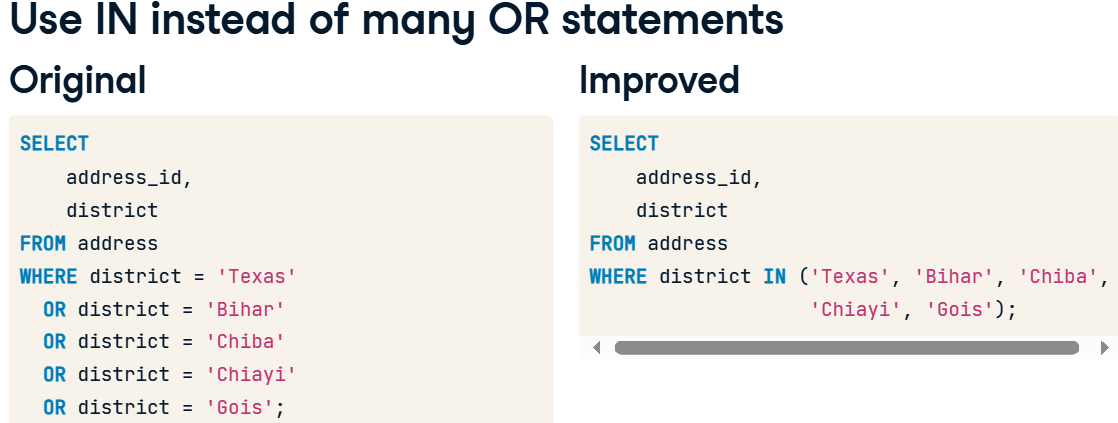 Use IN instead of many OR statements
Original
SELECT
    address_id,
    district
FROM address
WHERE district = 'Texas'
  OR district = 'Bihar'
  OR district = 'Chiba'
  OR district = 'Chiayi'
  OR district = 'Gois';
Improved
SELECT
    address_id,
    district
FROM address
WHERE district IN ('Texas', 'Bihar', 'Chiba',
                   'Chiayi', 'Gois');